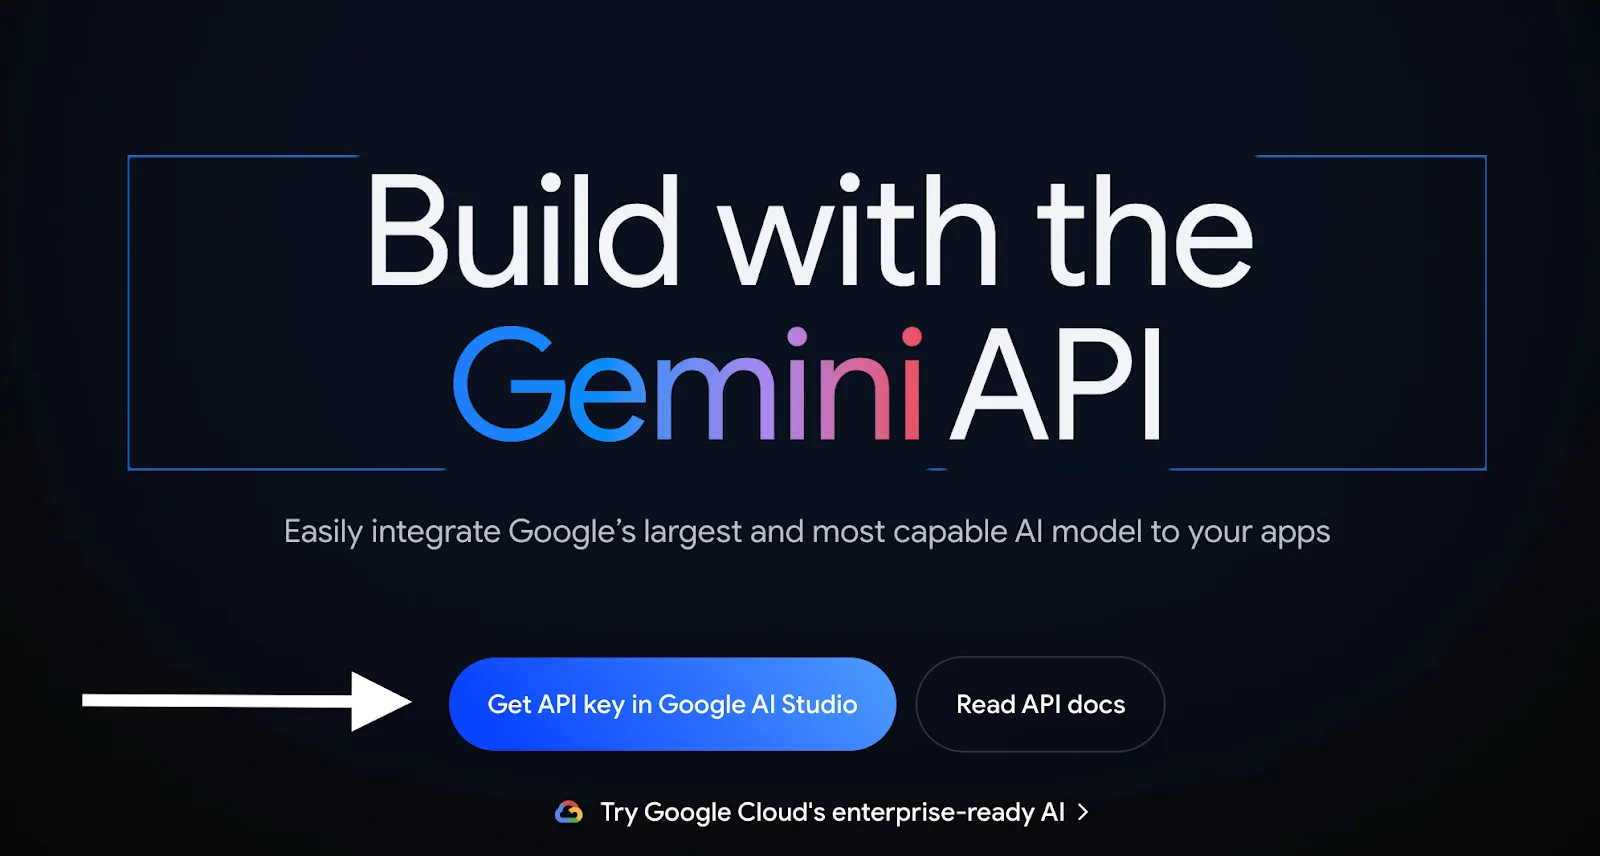 Build with the
Gemini API
Easily integrate Google’s largest and most capable AI model to your apps
Get API key in Google AI Studio
Read API docs
Try Google Cloud's enterprise-ready AI >